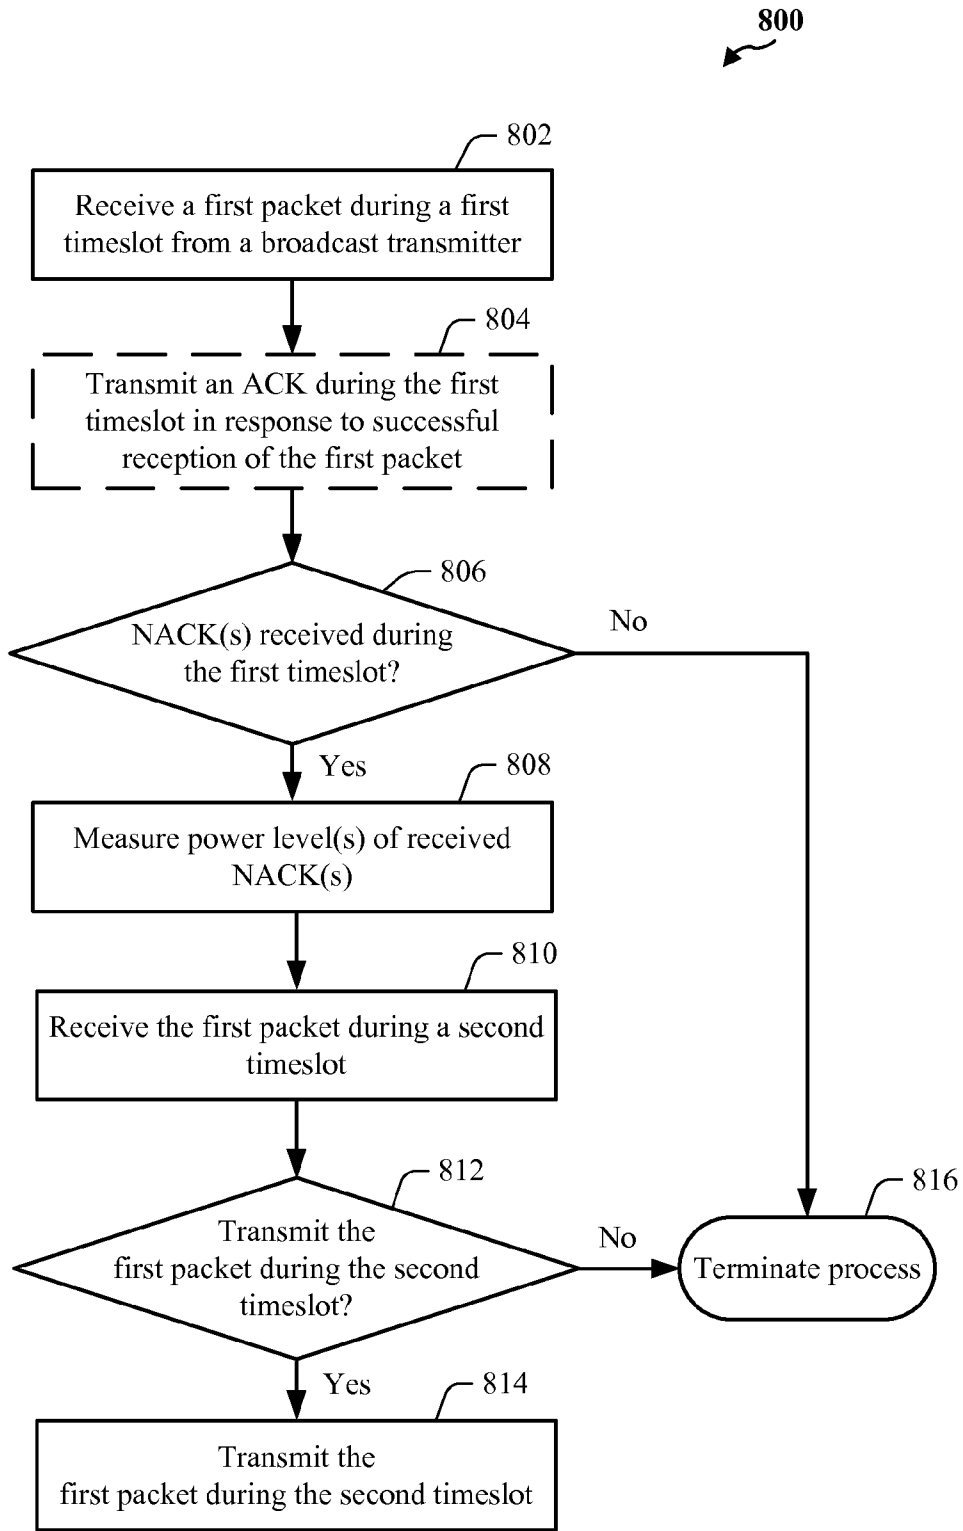 800
802
Receive a first packet during a first
timeslot from a broadcast transmitter
804
Transmit an ACK during the first
timeslot in response to successful
reception of the first packet
806
NACK(s) received during
the first timeslot?
No
Yes
808
Measure power level(s) of received
NACK(s)
810
Receive the first packet during a second
timeslot
812
Transmit the
first packet during the second
timeslot?
No
816
Terminate process
Yes
814
Transmit the
first packet during the second timeslot